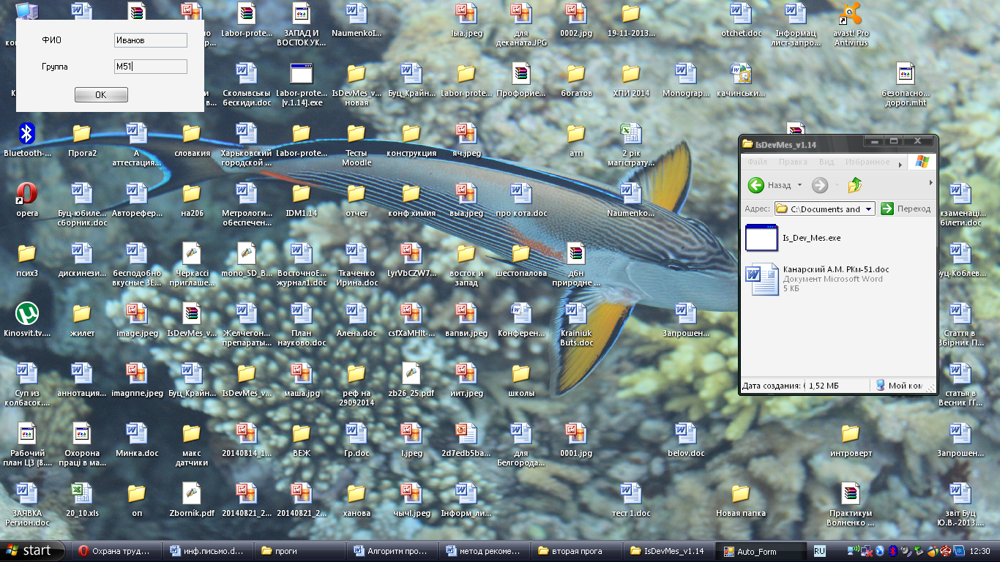 ФИО
Иванов
Группа
М51
OK
Labor-prote...
ЗАПАД И
ВОСТОК УК...
NaumenkoI...
lыа.jpeg
для
деканата.JPG
0002.jpg
19-11-2013...
otchet.doc
Інформац
лист-запро...
avast! Pro
Antivirus
Сколывськы
бескиди.doc
Labor-prote...
[v.1.14].exe
IsDevMes_v...
новая
Буц_Крайн...
Labor-prote...
Профорие...
богатов
ХПИ 2014
Monograp...
качинським...
безопасно...
дорог.mht
Bluetooth-...
Прога2
А
аттестация...
словакия
Харьковский
городской ...
Labor-prote...
Тесты
Moodle
конструкция
яч.jpeg
атп
2 рік
магістрату...
opera
Буц-юбиле...
сборник.doc
Авторефер...
на206
Метрологи...
обеспечен...
IDM1.14
отчет
конф химия
выа.jpeg
про кота.doc
Naumenko...
кзаменаці...
білети.doc
псих3
дискинези...
бесподобно
вкусные ЗЕ...
Черкассі
приглаше...
mono_SD_B...
ВосточноЕ...
журнал1.doc
Ткаченко
Ирина.doc
lyrVbCZW7...
восток и
запад
шестопалова
дбн
природне ...
Буц-Коблев...
Kinosvit.tv....
жилет
image.jpeg
IsDevMes_v...
Желчегон...
препараты...
План
науково.doc
Алена.doc
csfXaMHlt-...
вапви.jpeg
Конферен...
Krainiuk
Buts.doc
Запрошен...
Стаття в
Збірник П...
Суп из
колбасок....
аннотация...
imagппе.jpeg
Буц_Крайн...
IsDevMes_v...
маша.jpg
реф на
29092014
zb26_25.pdf
иит.jpeg
школы
статья в
Весник ГГ...
Рабочий
план ЦЗ (8....
Охорона
праці в ма...
Минка.doc
макс
датчики
20140814_1...
ВЕЖ
Гр.doc
l.jpeg
2d7edb5ba...
для
Белгорода...
0001.jpg
belov.doc
интроверт
Запрошен...
ЗАЯВКА
Регион.doc
20_10.xls
оп
Zbornik.pdf
20140821_2...
20140821_2...
ханова
чычl.jpeg
Інформ_ли...
тест 1.doc
Новая папка
Практикум
Волненко ...
звіт Буц
Ю.В.-2013....
IsDevMes_v1.14
Файл Правка Вид Избранное
Назад
Адрес: C:\Documents and Переход
Is_Dev_Mes.exe
Канарский А.М. РКм-51.doc
Документ Microsoft Word
5 КБ
Дата создания: ( 1,52 МБ Мой ком
start Охрана труд... инф.письмо.d... проги Алгоритм про... метод рекоме... вторая прога IsDevMes_v1.14 Auto_Form RU 12:30